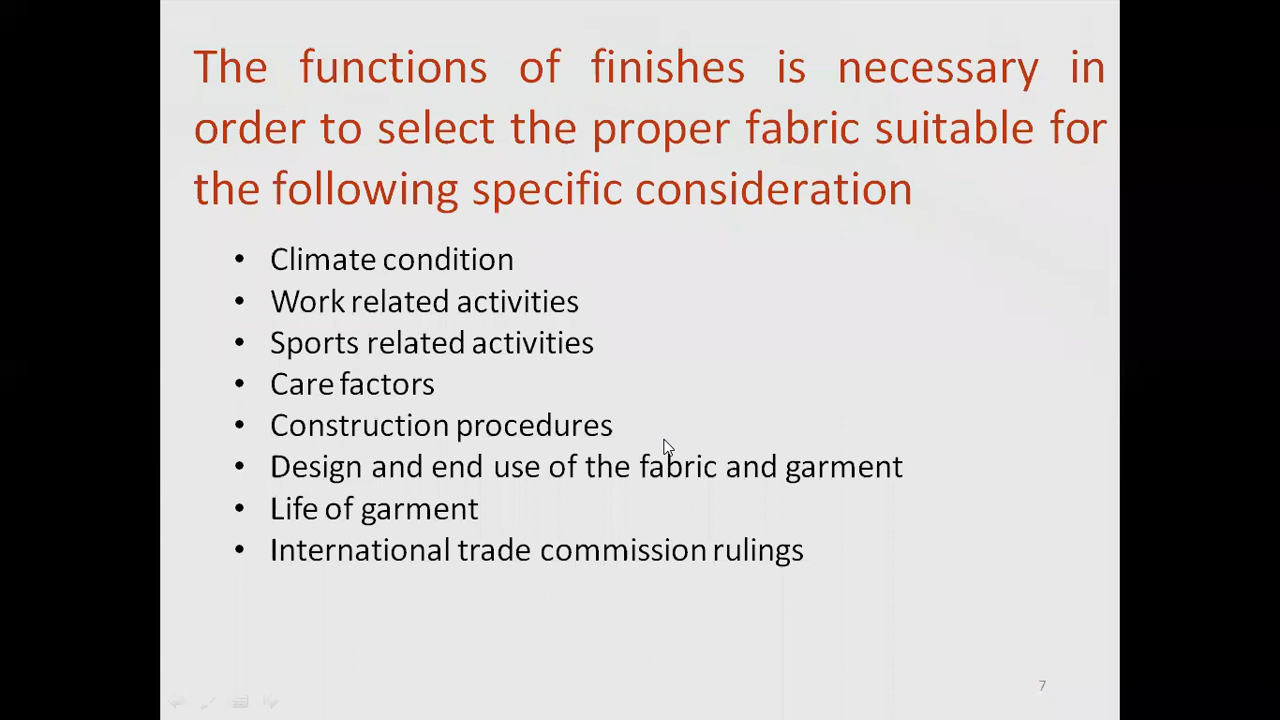 The functions of finishes is necessary in
order to select the proper fabric suitable for
the following specific consideration
• Climate condition
• Work related activities
• Sports related activities
• Care factors
• Construction procedures
• Design and end use of the fabric and garment
• Life of garment
• International trade commission rulings
7